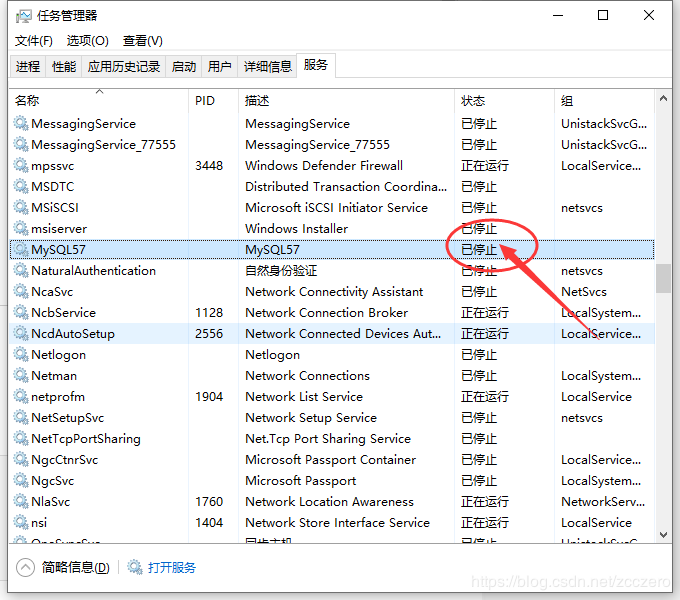 任务管理器
文件(F) 选项(O) 查看(V)
进程 性能 应用历史记录 启动 用户 详细信息 服务
名称 PID 描述 状态 组
MessagingService MessagingService 已停止 UnistackSvcG...
MessagingService_77555 MessagingService_77555 已停止 UnistackSvcG...
mpssvc 3448 Windows Defender Firewall 正在运行 LocalService...
MSDTC Distributed Transaction Coordina... 已停止
MSiSCSI Microsoft iSCSI Initiator Service 已停止 netsvcs
msiserver Windows Installer 已停止
MySQL57 MySQL57 已停止
NaturalAuthentication 自然身份验证 已停止 netsvcs
NcaSvc Network Connectivity Assistant 已停止 NetSvcs
NcbService 1128 Network Connection Broker 正在运行 LocalSystem...
NcdAutoSetup 2556 Network Connected Devices Aut... 正在运行 LocalService...
Netlogon Netlogon 已停止
Netman Network Connections 已停止 LocalSystem...
netprofm 1904 Network List Service 正在运行 LocalService
NetSetupSvc Network Setup Service 已停止 netsvcs
NetTcpPortSharing Net.Tcp Port Sharing Service 已停止
NgcCtnrSvc Microsoft Passport Container 已停止 LocalService...
NgcSvc Microsoft Passport 已停止 LocalSystem...
NlaSvc 1760 Network Location Awareness 正在运行 NetworkServ...
nsi 1404 Network Store Interface Service 正在运行 LocalService
简略信息(D) 打开服务
https://blog.csdn.net/zcczero